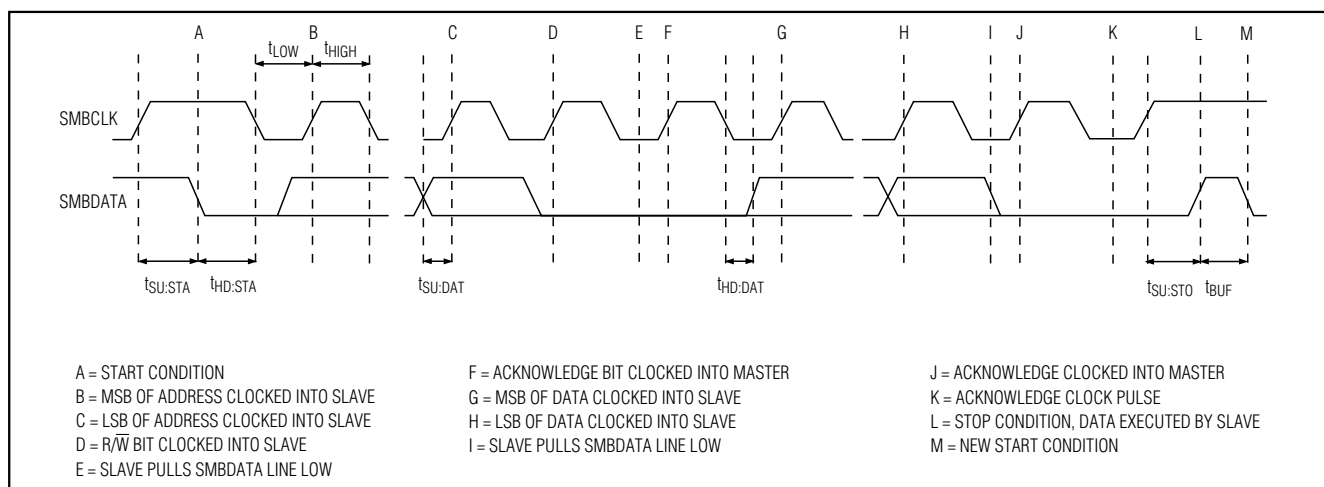 A B C D E F G H I J K L M
tLOW tHIGH
SMBCLK
SMBDATA
tSU:STA tHD:STA tSU:DAT tHD:DAT tSU:STO tBUF
A = START CONDITION
B = MSB OF ADDRESS CLOCKED INTO SLAVE
C = LSB OF ADDRESS CLOCKED INTO SLAVE
D = R/W̅ BIT CLOCKED INTO SLAVE
E = SLAVE PULLS SMBDATA LINE LOW
F = ACKNOWLEDGE BIT CLOCKED INTO MASTER
G = MSB OF DATA CLOCKED INTO SLAVE
H = LSB OF DATA CLOCKED INTO SLAVE
I = SLAVE PULLS SMBDATA LINE LOW
J = ACKNOWLEDGE CLOCKED INTO MASTER
K = ACKNOWLEDGE CLOCK PULSE
L = STOP CONDITION, DATA EXECUTED BY SLAVE
M = NEW START CONDITION